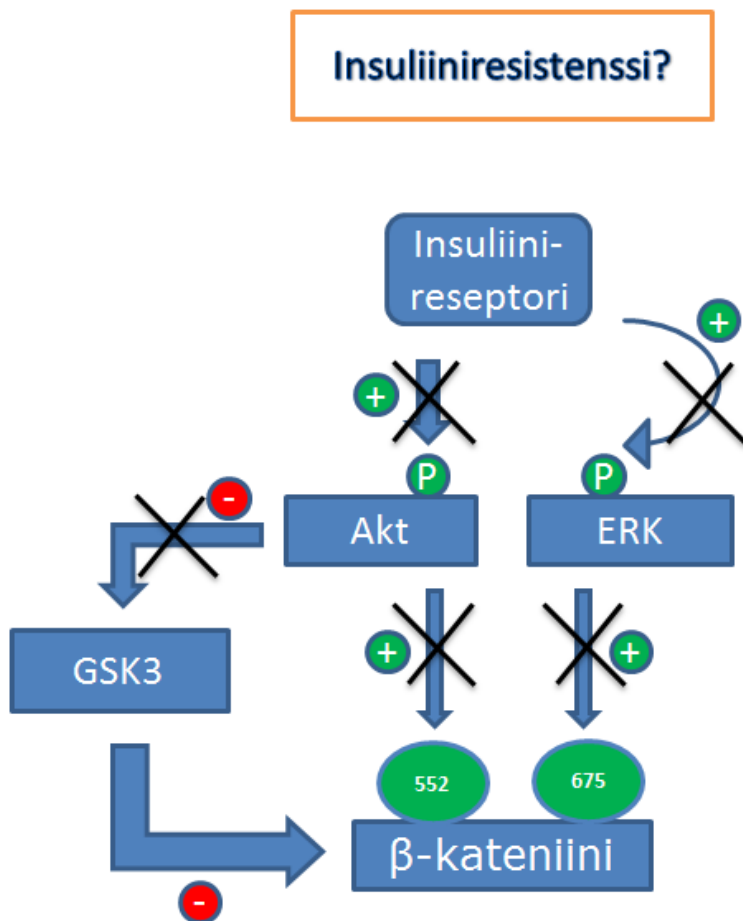 Insuliiniresistenssi?
Insuliini-
reseptori
+
+
P
P
-
Akt
ERK
GSK3
+
+
552
675
β-kateniini
-